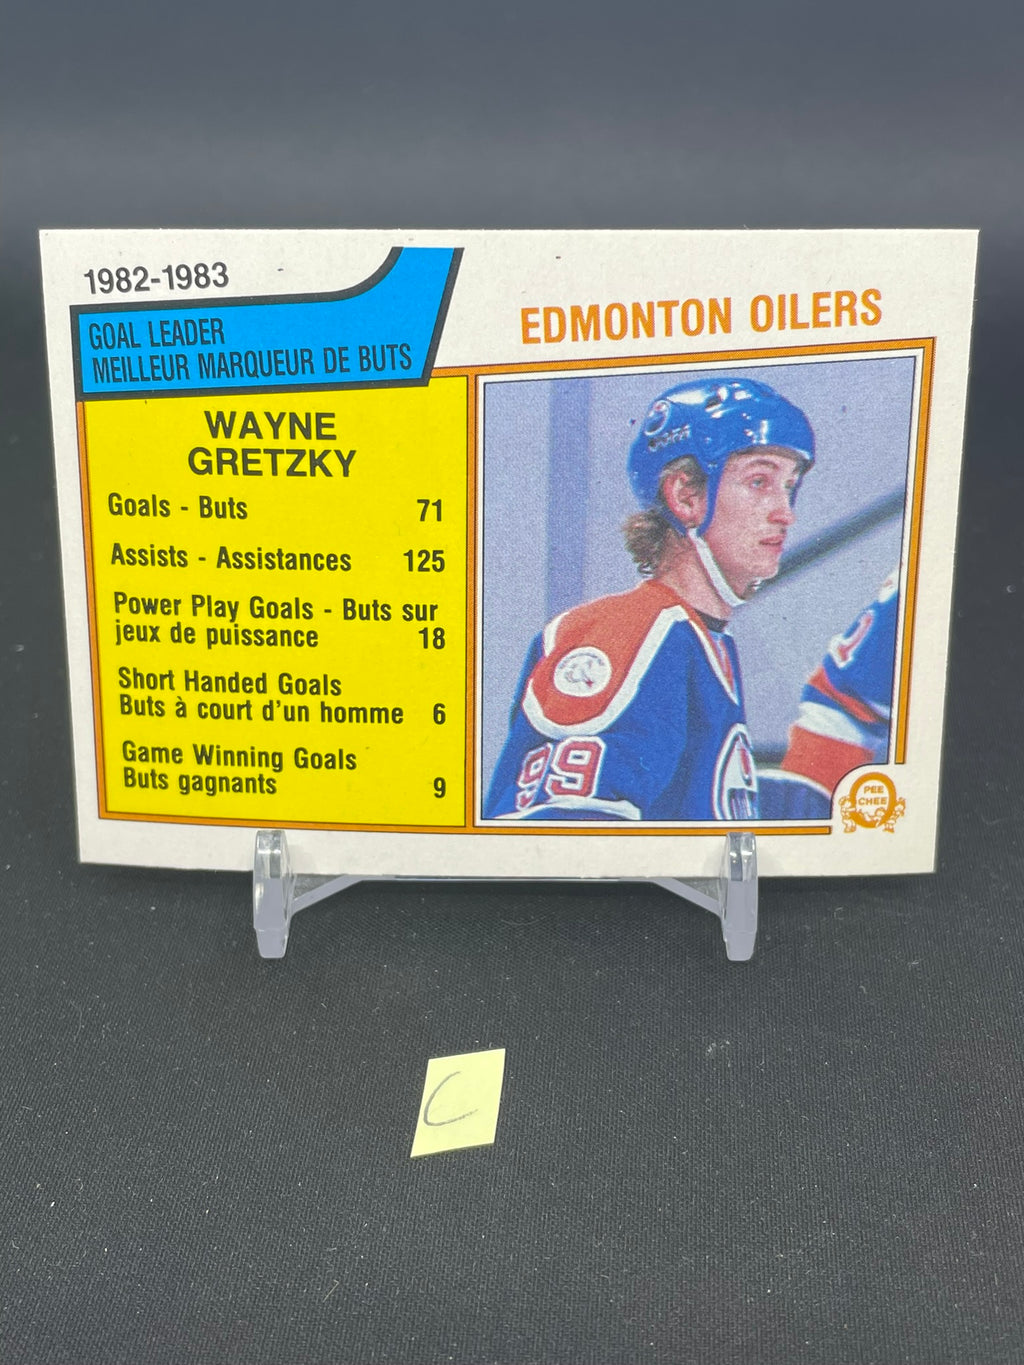 1982-1983
GOAL LEADER
MEILLEUR MARQUEUR DE BUTS
EDMONTON OILERS
WAYNE
GRETZKY
Goals - Buts 71
Assists - Assistances 125
Power Play Goals - Buts sur
jeux de puissance 18
Short Handed Goals
Buts à court d'un homme 6
Game Winning Goals
Buts gagnants 9
99
PEE
CHEE
C